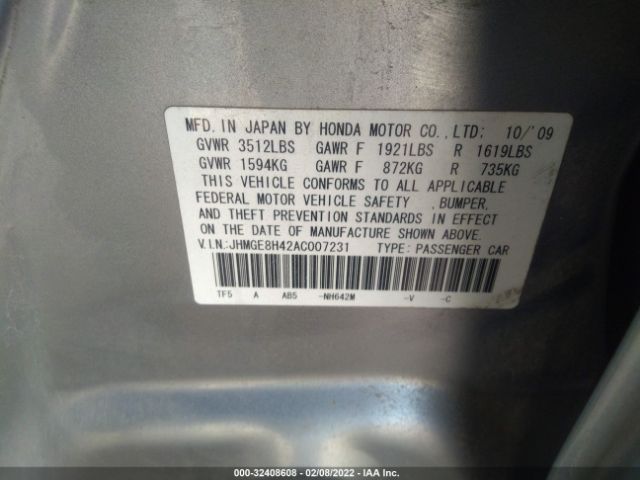 MFD. IN JAPAN BY HONDA MOTOR CO.,LTD: 10/'09
GVWR 3512LBS GAWR F 1921LBS R 1619LBS
GVWR 1594KG GAWR F 872KG R 735KG
THIS VEHICLE CONFORMS TO ALL APPLICABLE
FEDERAL MOTOR VEHICLE SAFETY ,BUMPER,
AND THEFT PREVENTION STANDARDS IN EFFECT
ON THE DATE OF MANUFACTURE SHOWN ABOVE.
V.I.N.:JHMGE8H42AC007231 TYPE: PASSENGER CAR
TF5 A AB5 -NH642M -V -C
000-32408608 - 02/08/2022 - IAA Inc.